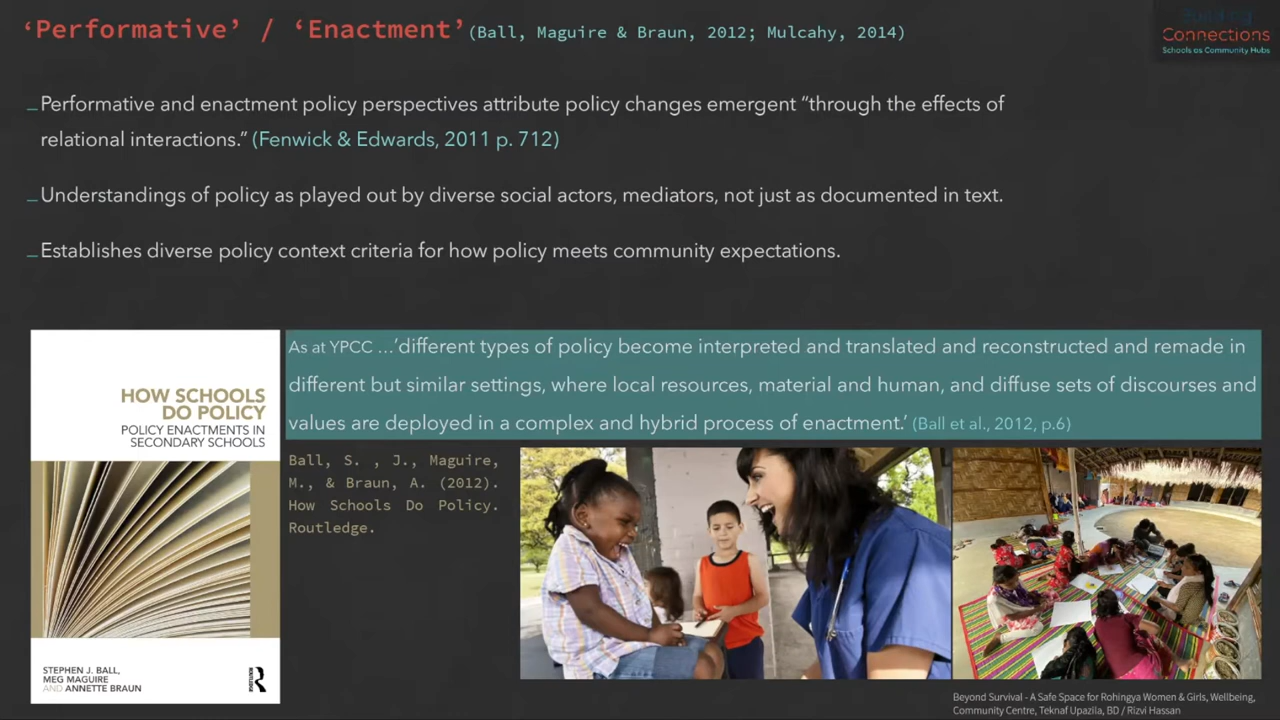 ‘Performative’ / ‘Enactment’ (Ball, Maguire & Braun, 2012; Mulcahy, 2014)
Building
Connections
Schools as Community Hubs
_Performative and enactment policy perspectives attribute policy changes emergent “through the effects of
relational interactions.” (Fenwick & Edwards, 2011 p. 712)
_Understandings of policy as played out by diverse social actors, mediators, not just as documented in text.
_Establishes diverse policy context criteria for how policy meets community expectations.
HOW SCHOOLS
DO POLICY
POLICY ENACTMENTS IN
SECONDARY SCHOOLS
STEPHEN J. BALL,
MEG MAGUIRE
AND ANNETTE BRAUN
ROUTLEDGE
As at YPCC ...‘different types of policy become interpreted and translated and reconstructed and remade in
different but similar settings, where local resources, material and human, and diffuse sets of discourses and
values are deployed in a complex and hybrid process of enactment.’ (Ball et al., 2012, p.6)
Ball, S. , J., Maguire,
M., & Braun, A. (2012).
How Schools Do Policy.
Routledge.
Beyond Survival - A Safe Space for Rohingya Women & Girls, Wellbeing,
Community Centre, Teknaf Upazila, BD / Rizvi Hassan